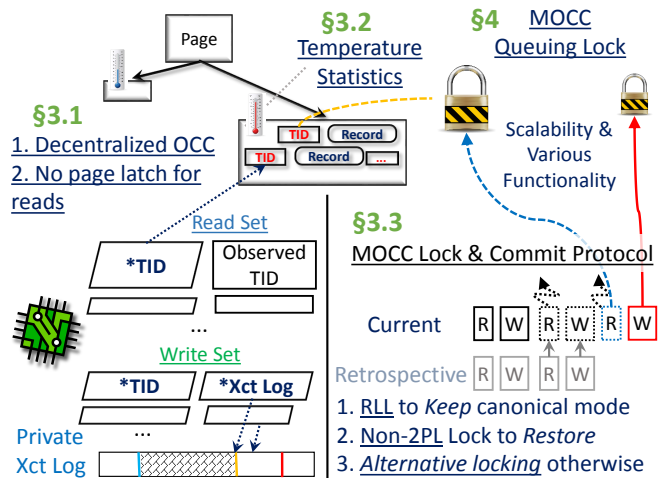 Page
§3.2
Temperature
Statistics
§4 MOCC
Queuing Lock
§3.1
1. Decentralized OCC
2. No page latch for
reads
TID
Record
TID
Record
...
Scalability &
Various
Functionality
Read Set
*TID
Observed
TID
...
Write Set
*TID
*Xct Log
...
Private
Xct Log
§3.3
MOCC Lock & Commit Protocol
Current
R W R W R W
Retrospective
R W R W
1. RLL to Keep canonical mode
2. Non-2PL Lock to Restore
3. Alternative locking otherwise